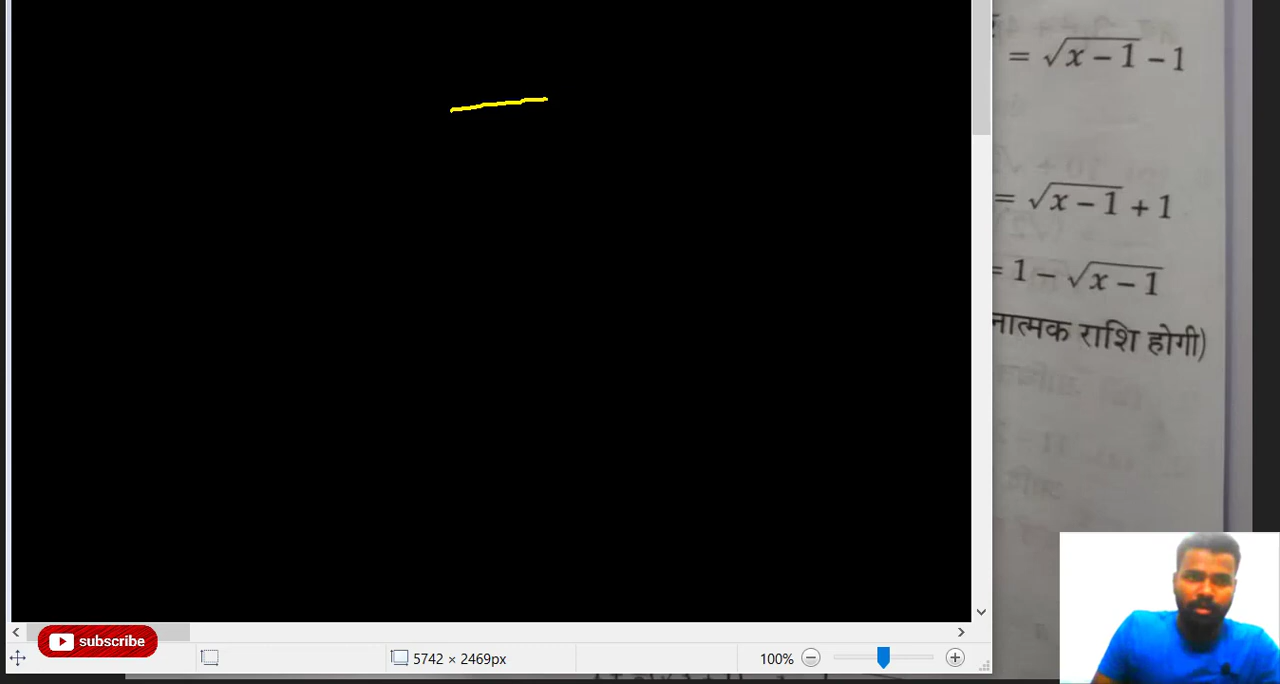 = √x – 1 – 1
= √x – 1 + 1
= 1 – √x – 1
नात्मक राशि होगी)
subscribe
5742 × 2469px
100%